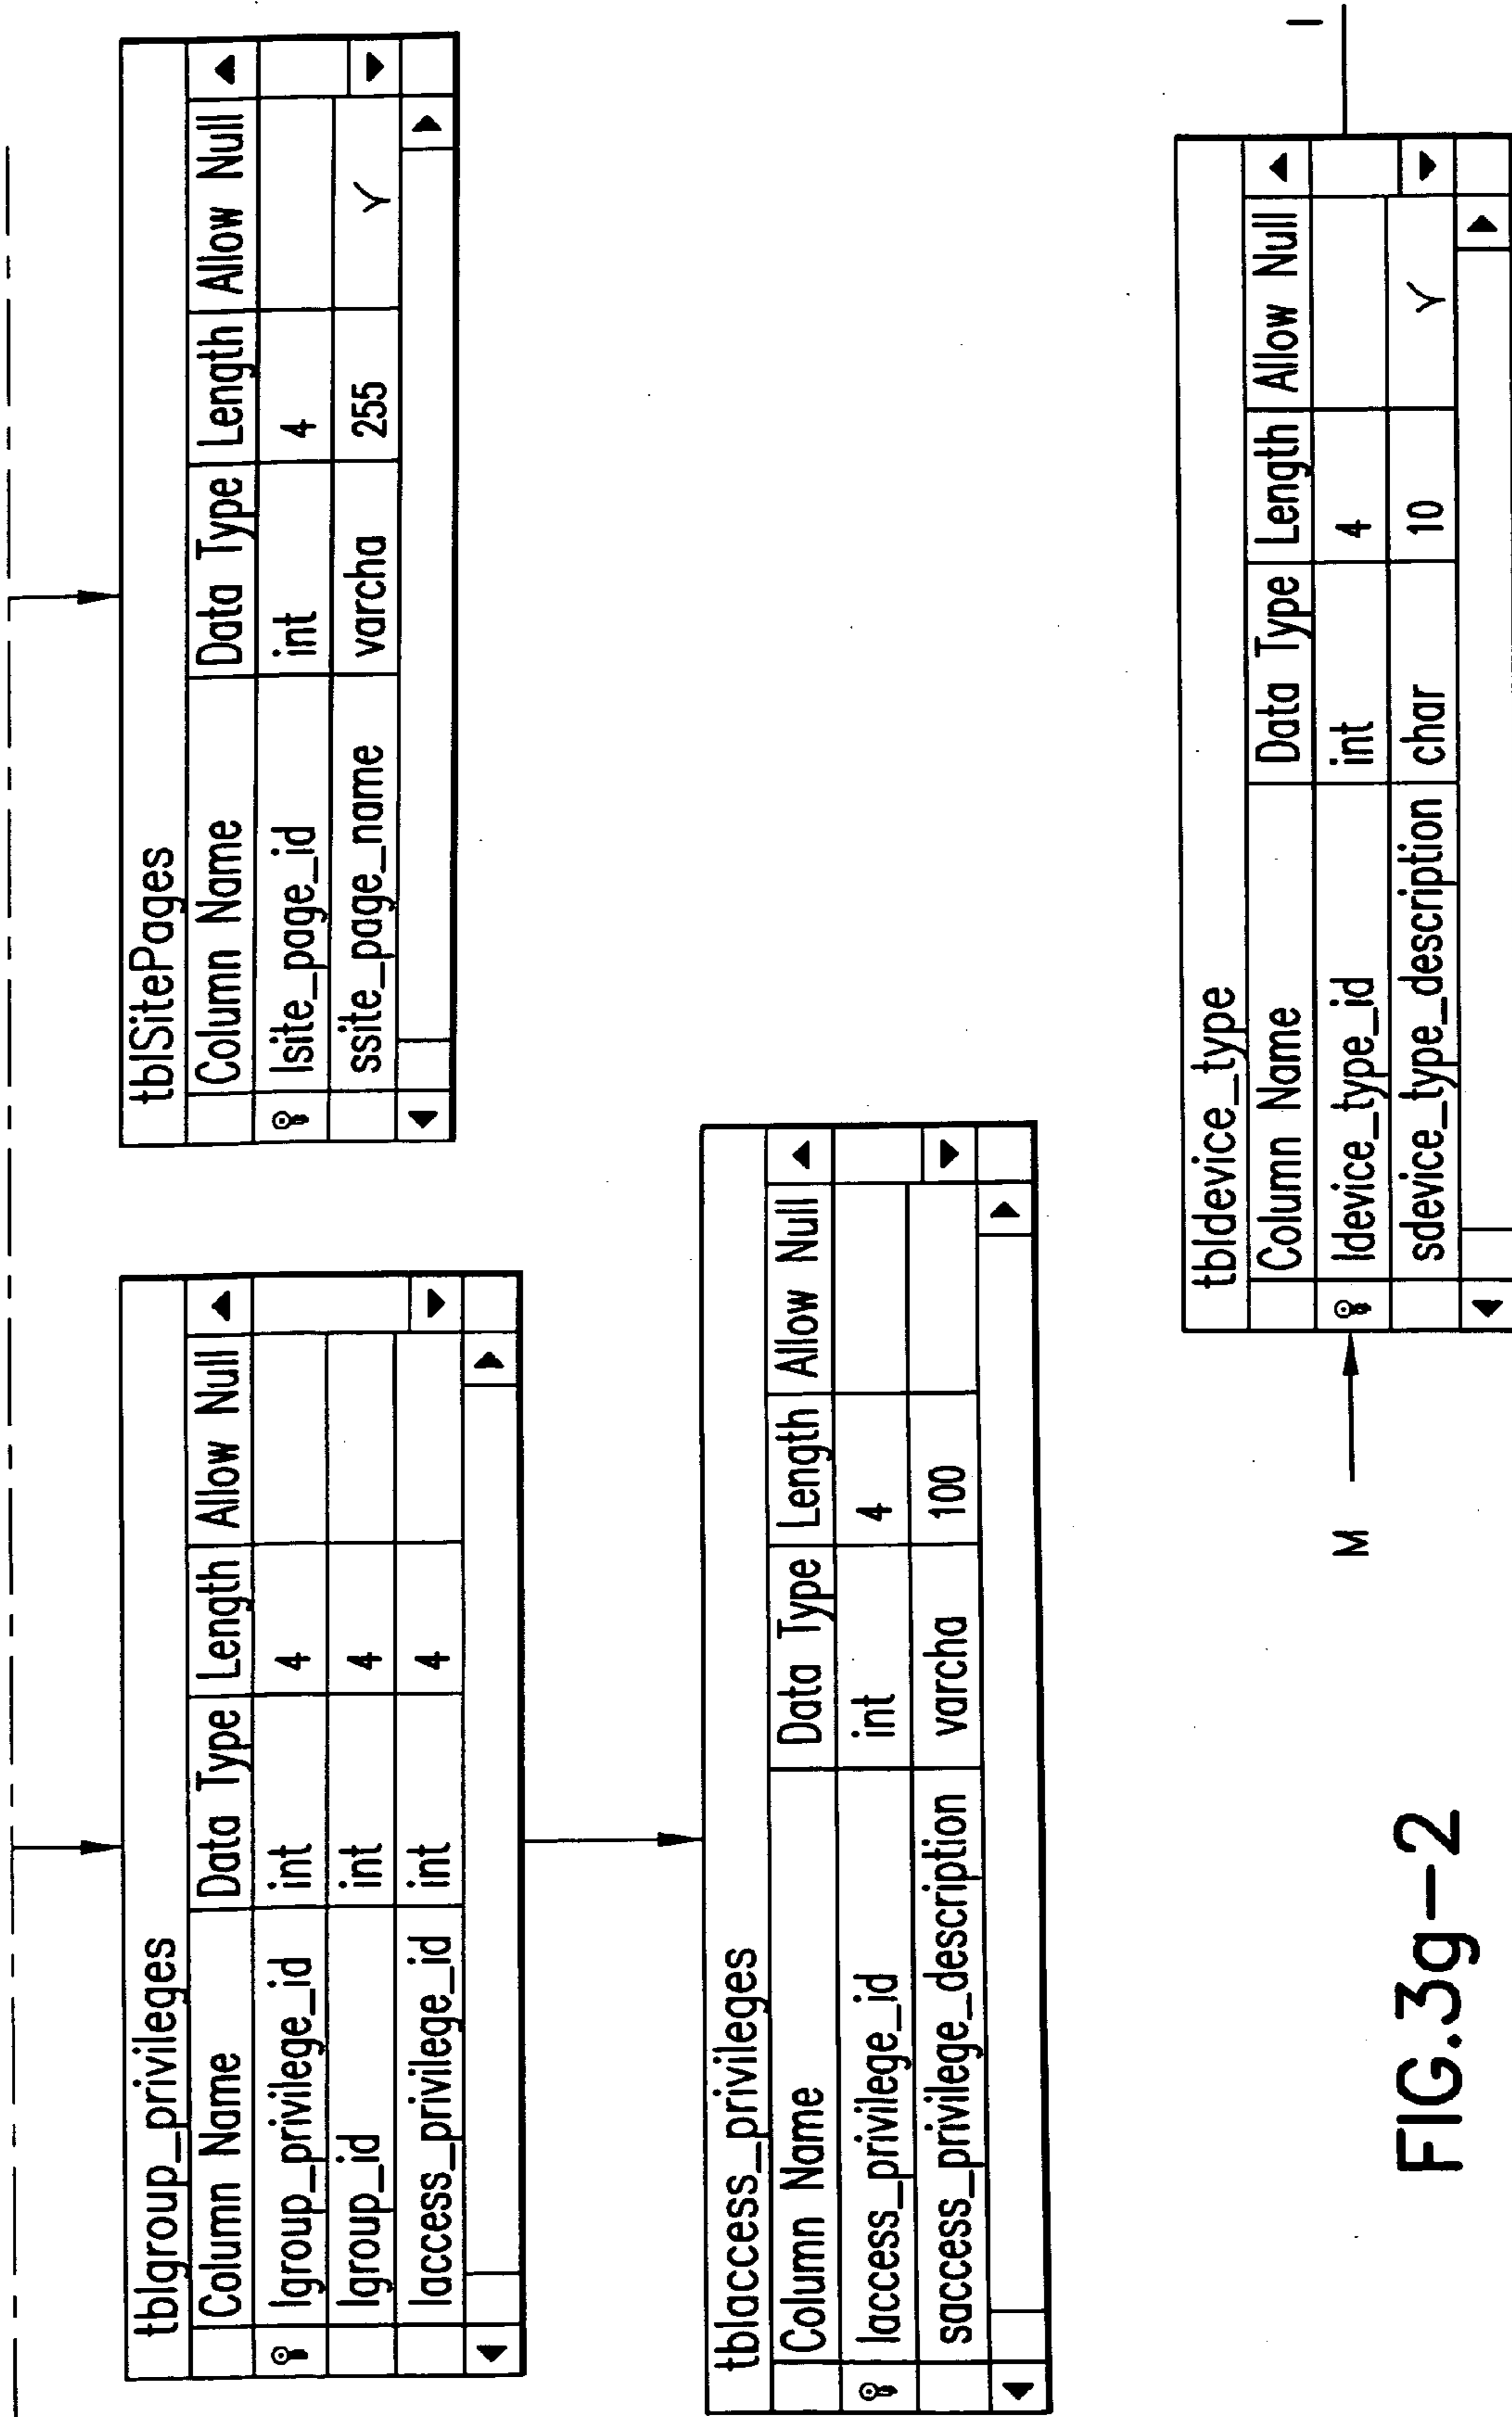 tblgroup_privileges
Column Name Data Type Length Allow Null
lgroup_privilege_id int 4
lgroup_id int 4
laccess_privilege_id int 4
tblSitePages
Column Name Data Type Length Allow Null
lsite_page_id int 4
ssite_page_name varcha 255 Y
tblaccess_privileges
Column Name Data Type Length Allow Null
laccess_privilege_id int 4
saccess_privilege_description varcha 100
tbldevice_type
Column Name Data Type Length Allow Null
ldevice_type_id int 4
sdevice_type_description char 10 Y
M
I
FIG.3g-2